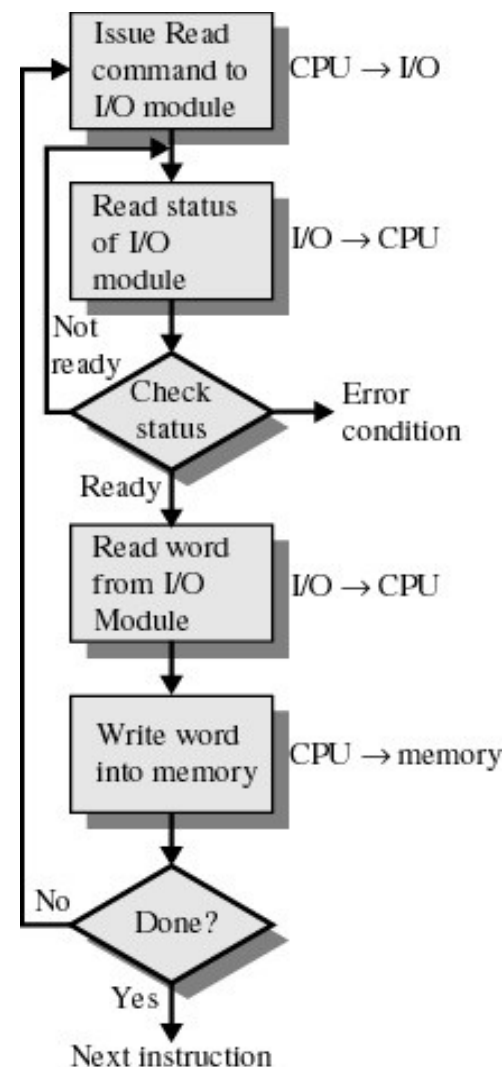 Issue Read
command to
I/O module
CPU → I/O
Read status
of I/O
module
I/O → CPU
Not
ready
Check
status
Error
condition
Ready
Read word
from I/O
Module
I/O → CPU
Write word
into memory
CPU → memory
No
Done?
Yes
Next instruction